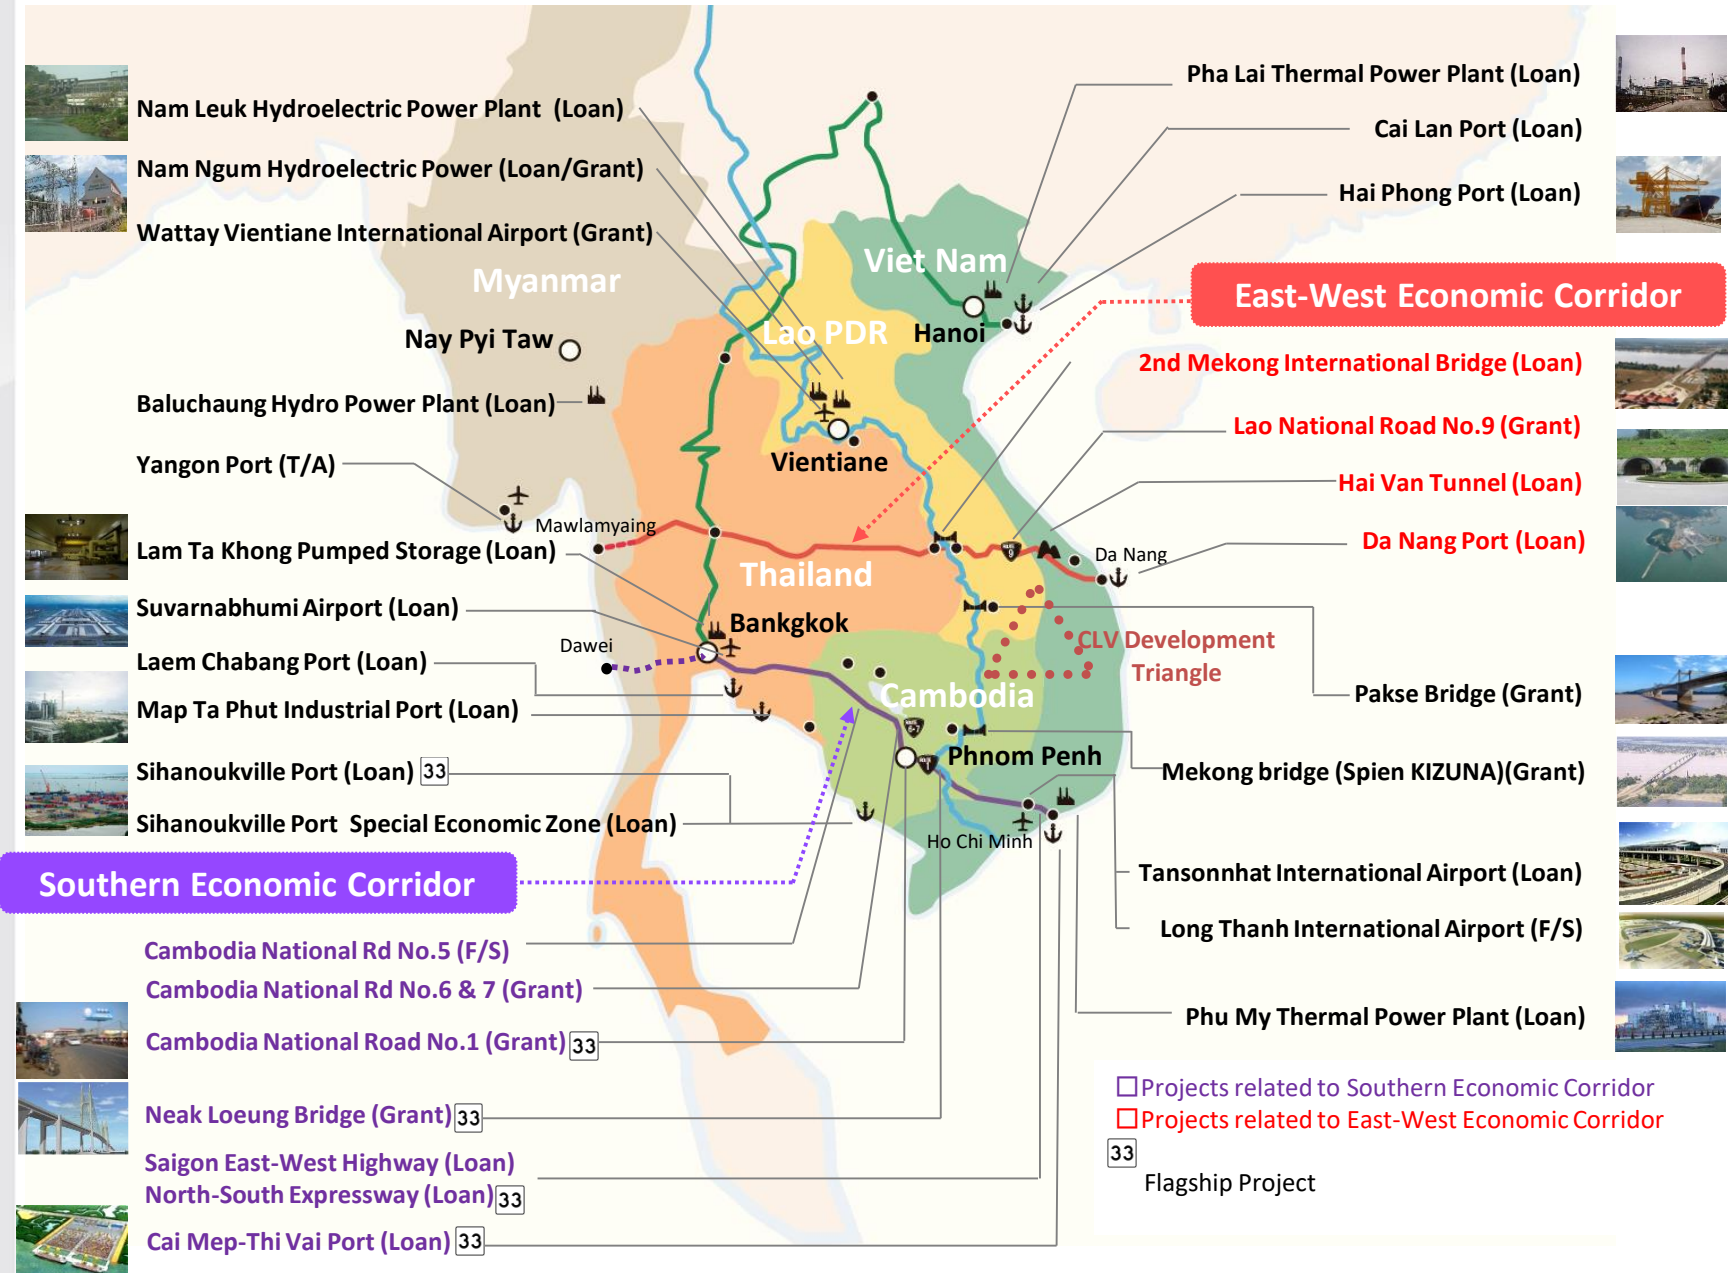 Nam Leuk Hydroelectric Power Plant (Loan)
Nam Ngum Hydroelectric Power (Loan/Grant)
Wattay Vientiane International Airport (Grant)
Myanmar
Nay Pyi Taw
Baluchaung Hydro Power Plant (Loan)
Yangon Port (T/A)
Mawlamyaing
Lam Ta Khong Pumped Storage (Loan)
Suvarnabhumi Airport (Loan)
Dawei
Laem Chabang Port (Loan)
Map Ta Phut Industrial Port (Loan)
Sihanoukville Port (Loan) 33
Sihanoukville Port Special Economic Zone (Loan)
Southern Economic Corridor
Cambodia National Rd No.5 (F/S)
Cambodia National Rd No.6 & 7 (Grant)
Cambodia National Road No.1 (Grant) 33
Neak Loeung Bridge (Grant) 33
Saigon East-West Highway (Loan)
North-South Expressway (Loan) 33
Cai Mep-Thi Vai Port (Loan) 33
Viet Nam
Lao PDR
Hanoi
Vientiane
Thailand
Bankgkok
Cambodia
Phnom Penh
Ho Chi Minh
9
1
Da Nang
CLV Development
Triangle
Pha Lai Thermal Power Plant (Loan)
Cai Lan Port (Loan)
Hai Phong Port (Loan)
East-West Economic Corridor
2nd Mekong International Bridge (Loan)
Lao National Road No.9 (Grant)
Hai Van Tunnel (Loan)
Da Nang Port (Loan)
Pakse Bridge (Grant)
Mekong bridge (Spien KIZUNA)(Grant)
Tansonnhat International Airport (Loan)
Long Thanh International Airport (F/S)
Phu My Thermal Power Plant (Loan)
Projects related to Southern Economic Corridor
Projects related to East-West Economic Corridor
33
Flagship Project